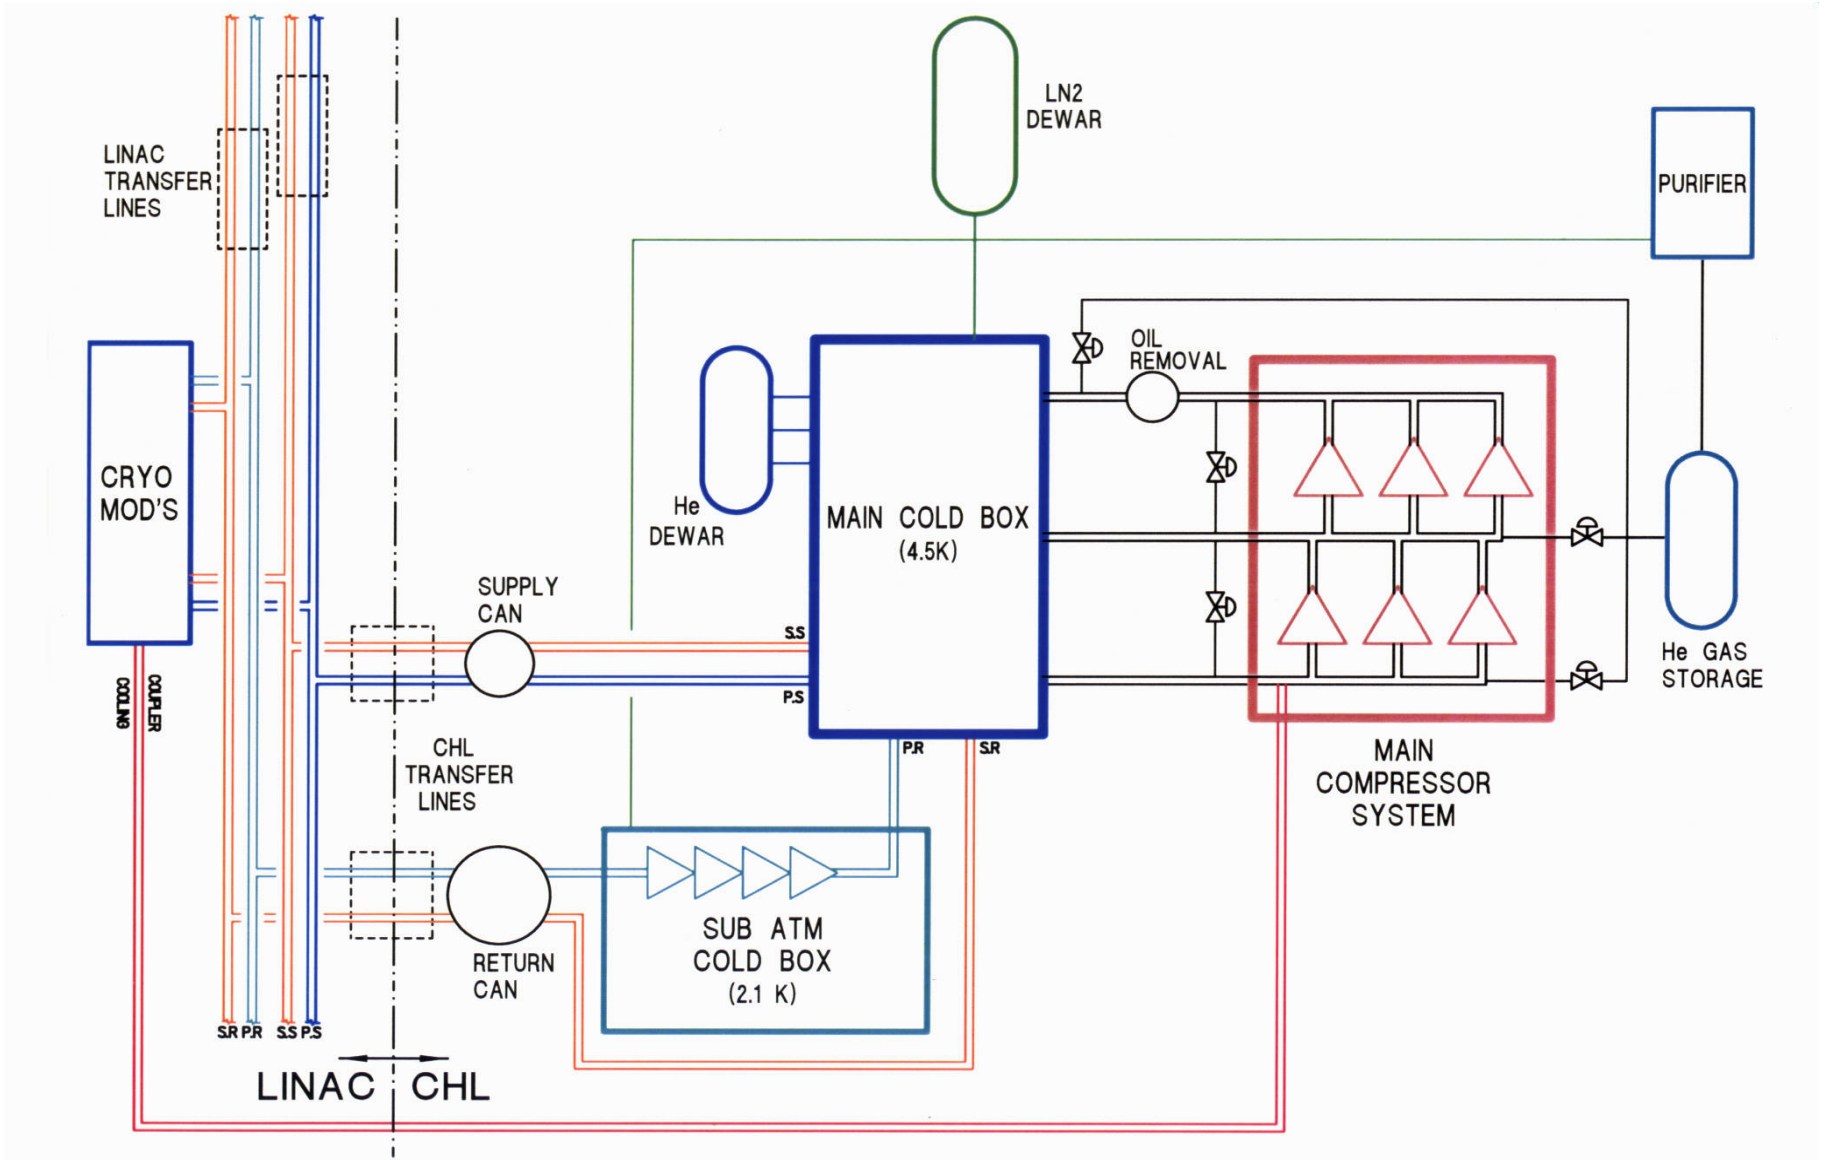 LN2
DEWAR
LINAC
TRANSFER
LINES
PURIFIER
OIL
REMOVAL
CRYO
MOD'S
He
DEWAR
MAIN COLD BOX
(4.5K)
SUPPLY
CAN
S.S
P.S
He GAS
STORAGE
COUPLER
COOLING
CHL
TRANSFER
LINES
P.R
S.R
MAIN
COMPRESSOR
SYSTEM
SUB ATM
COLD BOX
(2.1 K)
RETURN
CAN
S.R P.R S.S P.S
LINAC CHL